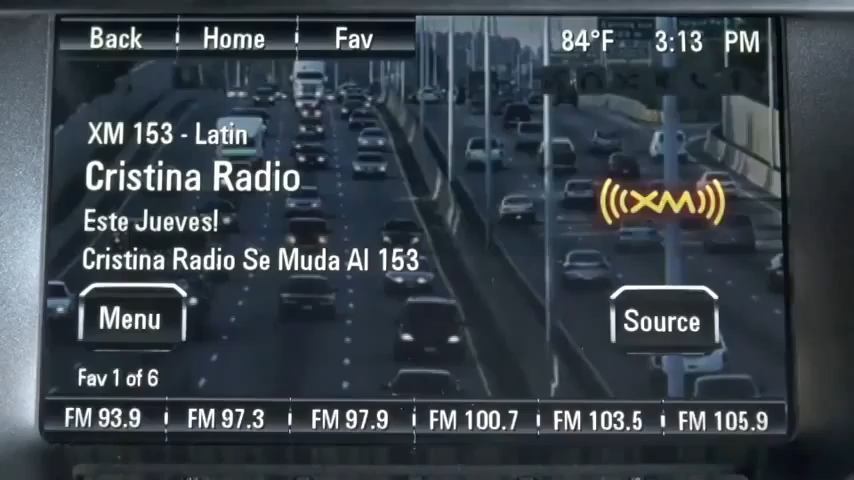 Back Home Fav 84°F 3:13 PM
XM 153 - Latin
Cristina Radio
Este Jueves!
Cristina Radio Se Muda Al 153
XM
Menu Source
Fav 1 of 6
FM 93.9 FM 97.3 FM 97.9 FM 100.7 FM 103.5 FM 105.9